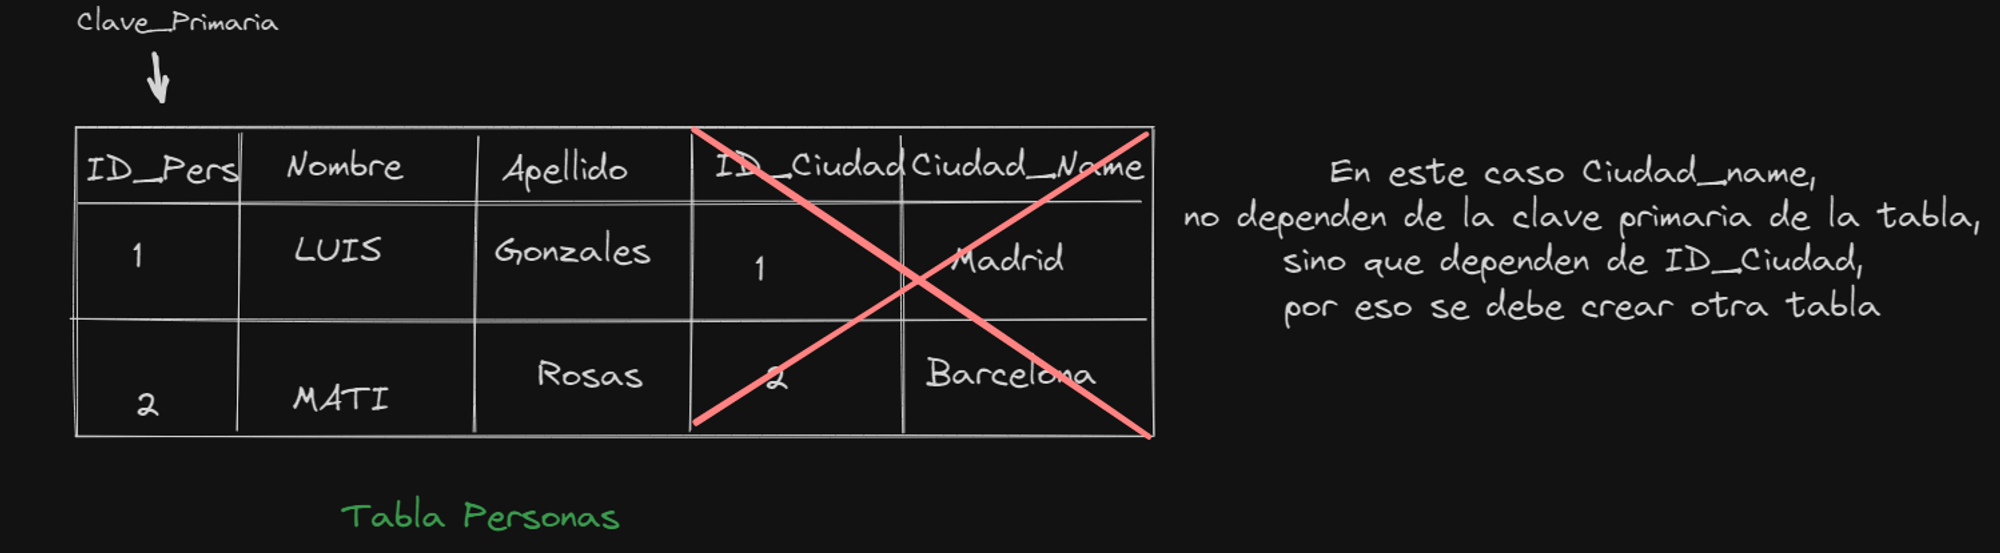 Clave_Primaria
ID_Pers Nombre Apellido ID_Ciudad Ciudad_Name
1 LUIS Gonzales 1 Madrid
2 MATI Rosas 2 Barcelona
En este caso Ciudad_name,
no dependen de la clave primaria de la tabla,
sino que dependen de ID_Ciudad,
por eso se debe crear otra tabla
Tabla Personas